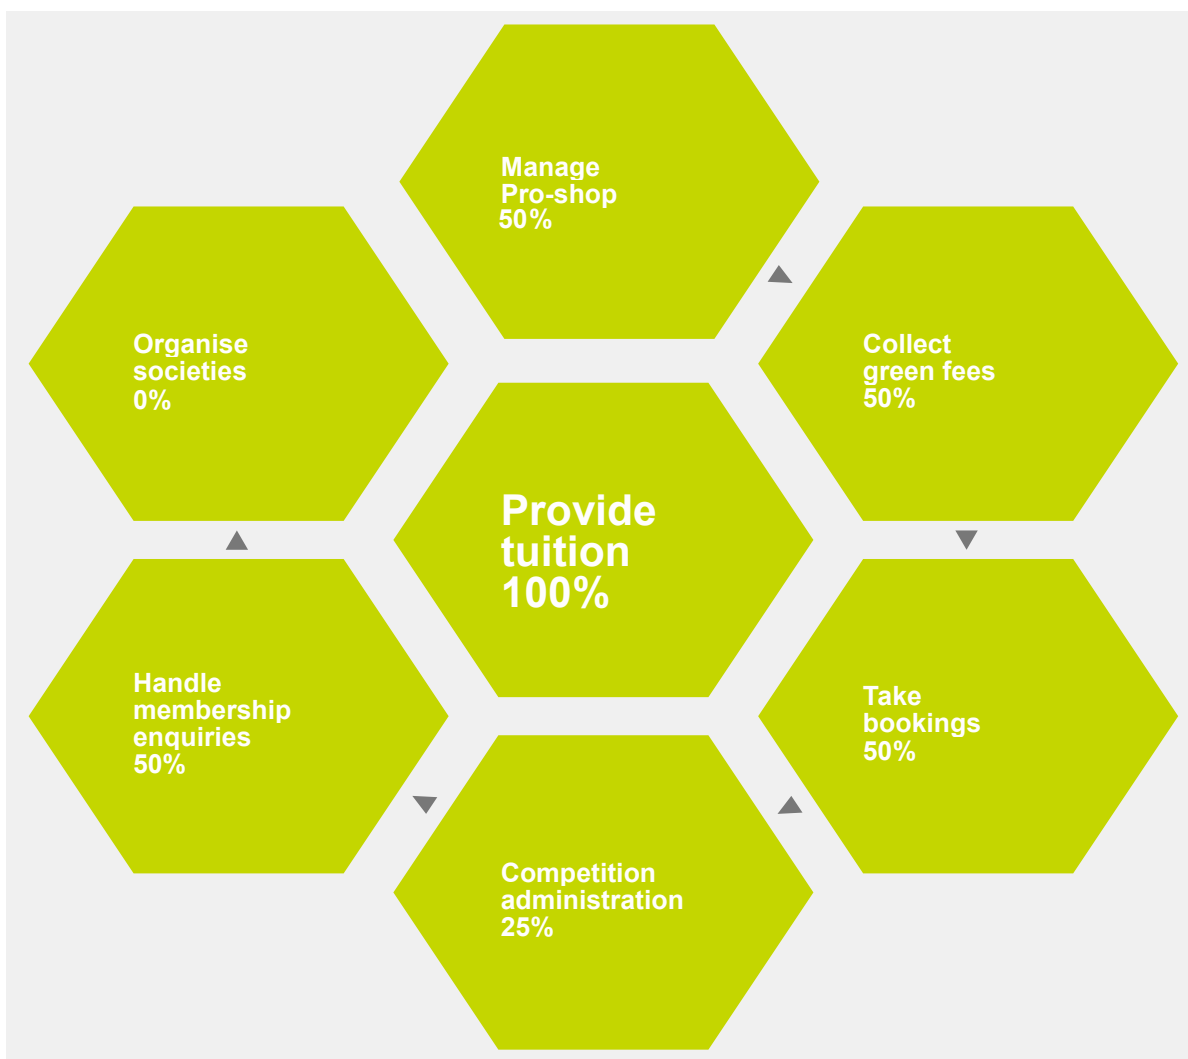 Manage
Pro-shop
50%
Collect
green fees
50%
Take
bookings
50%
Competition
administration
25%
Handle
membership
enquiries
50%
Organise
societies
0%
Provide
tuition
100%